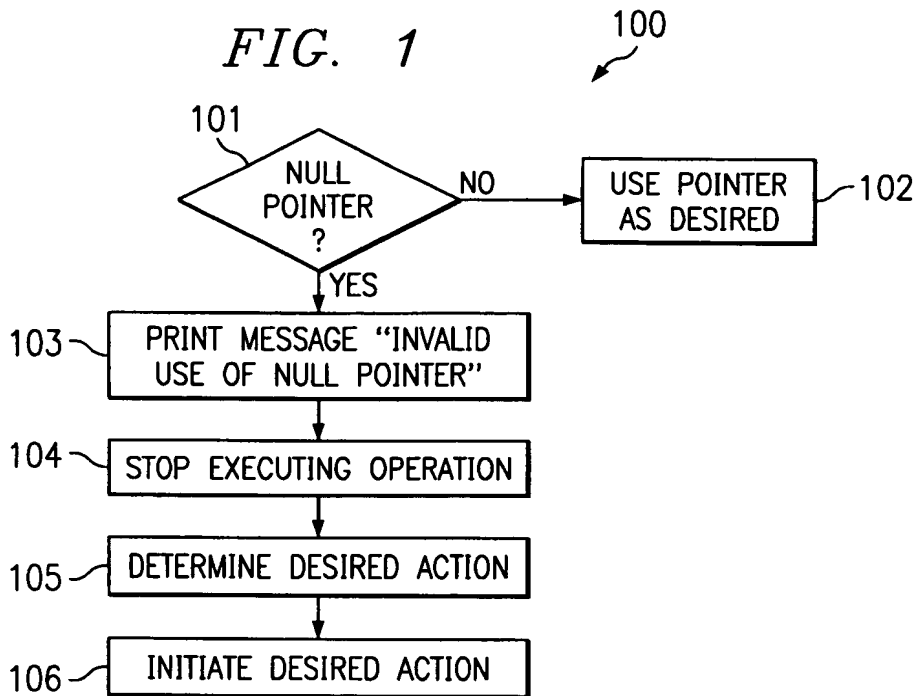 FIG. 1
100
101
NULL
POINTER
?
NO
USE POINTER
AS DESIRED
102
YES
103
PRINT MESSAGE “INVALID
USE OF NULL POINTER”
104
STOP EXECUTING OPERATION
105
DETERMINE DESIRED ACTION
106
INITIATE DESIRED ACTION